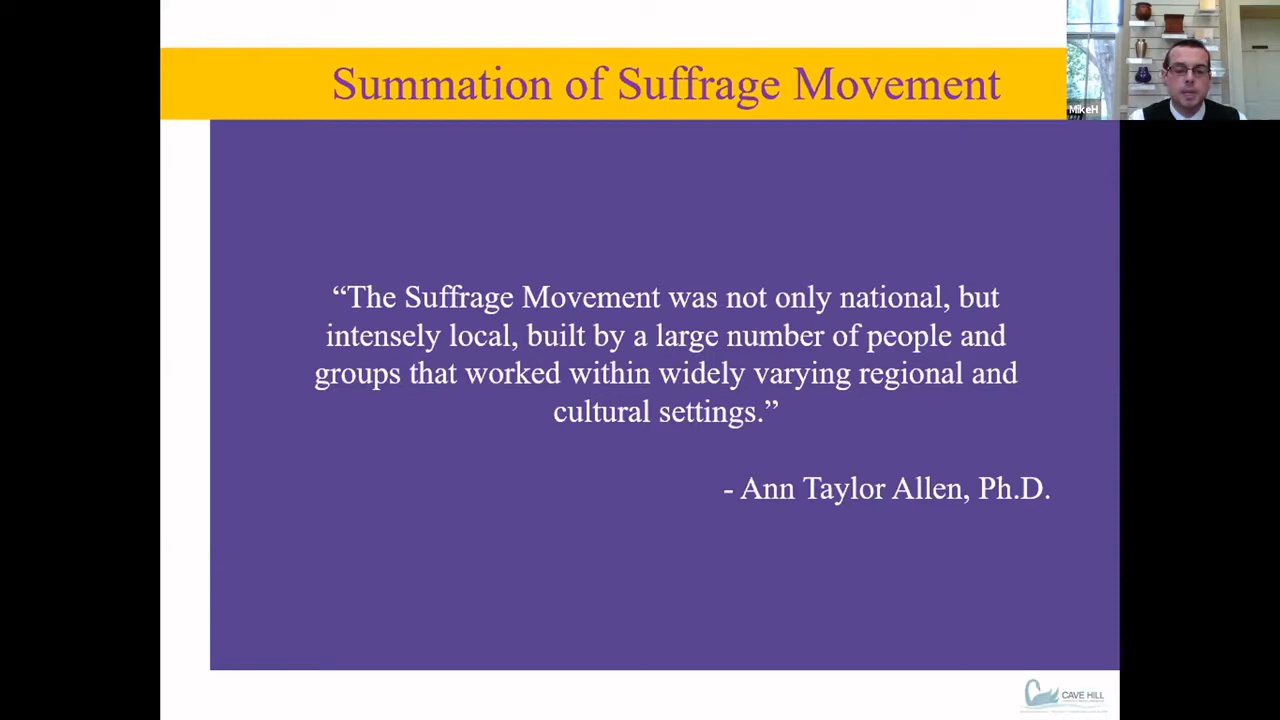 Summation of Suffrage Movement
MikeH
“The Suffrage Movement was not only national, but
intensely local, built by a large number of people and
groups that worked within widely varying regional and
cultural settings.”
- Ann Taylor Allen, Ph.D.
CAVE HILL